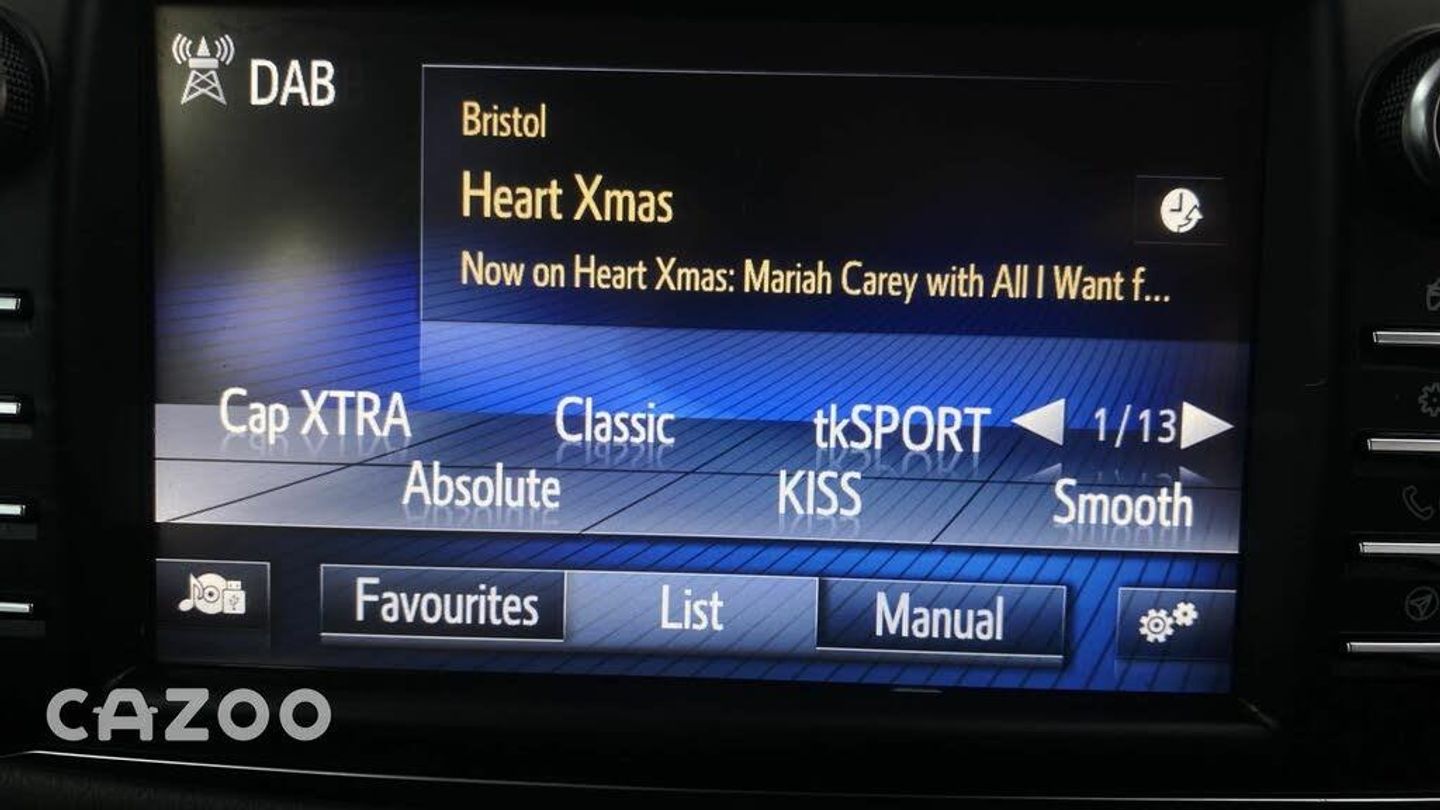 DAB
Bristol
Heart Xmas
Now on Heart Xmas: Mariah Carey with All I Want f...
Cap XTRA Classic tkSPORT 1/13
Absolute KISS Smooth
Favourites List Manual
CAZOO